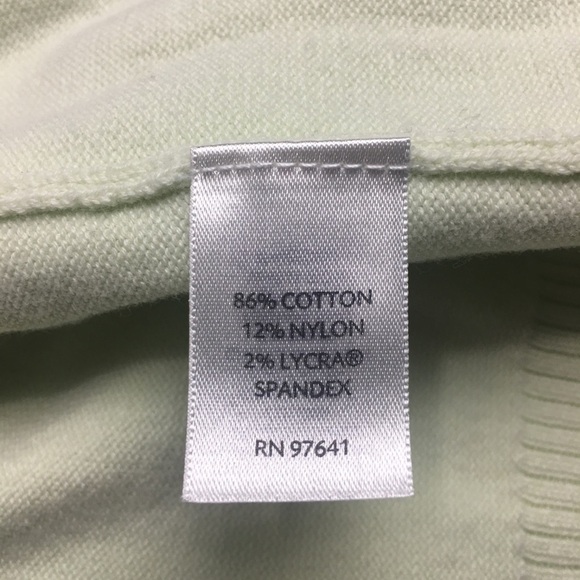 86% COTTON
12% NYLON
2% LYCRA®
SPANDEX
RN 97641